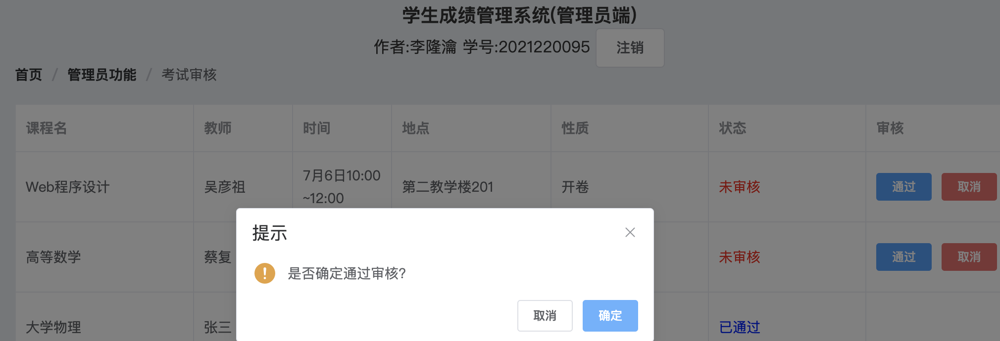 学生成绩管理系统(管理员端)
作者:李隆瀹 学号:2021220095 注销
首页 / 管理员功能 / 考试审核
课程名 教师 时间 地点 性质 状态 审核
Web程序设计 吴彦祖 7月6日10:00 第二教学楼201 开卷 未审核 通过 取消
~12:00
提示
高等数学 蔡复 未审核 通过 取消
是否确定通过审核?
取消 确定
大学物理 张三 已通过